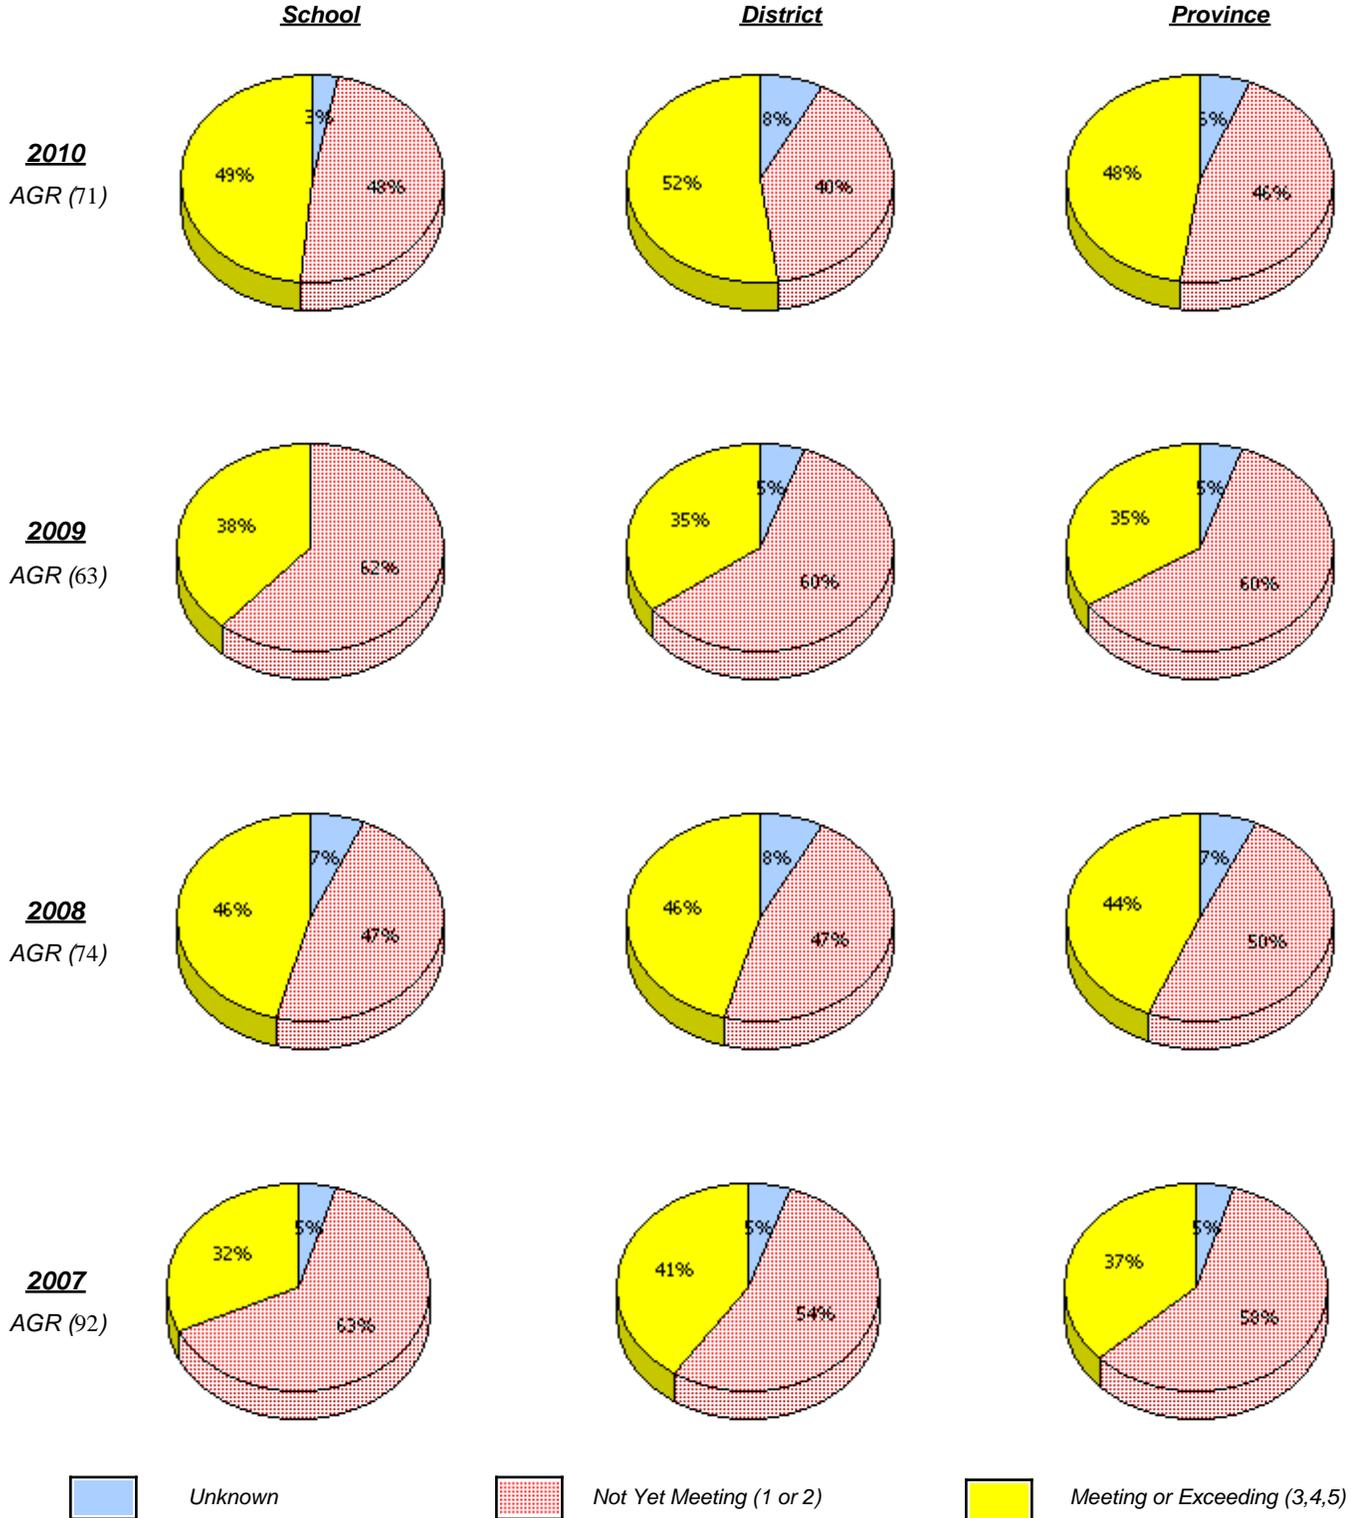 School District Province
2010
AGR (71)
3% 49% 48%
8% 52% 40%
6% 48% 46%
2009
AGR (63)
38% 62%
5% 35% 60%
5% 35% 60%
2008
AGR (74)
7% 46% 47%
8% 46% 47%
7% 44% 50%
2007
AGR (92)
5% 32% 63%
5% 41% 54%
5% 37% 58%
Unknown Not Yet Meeting (1 or 2) Meeting or Exceeding (3,4,5)